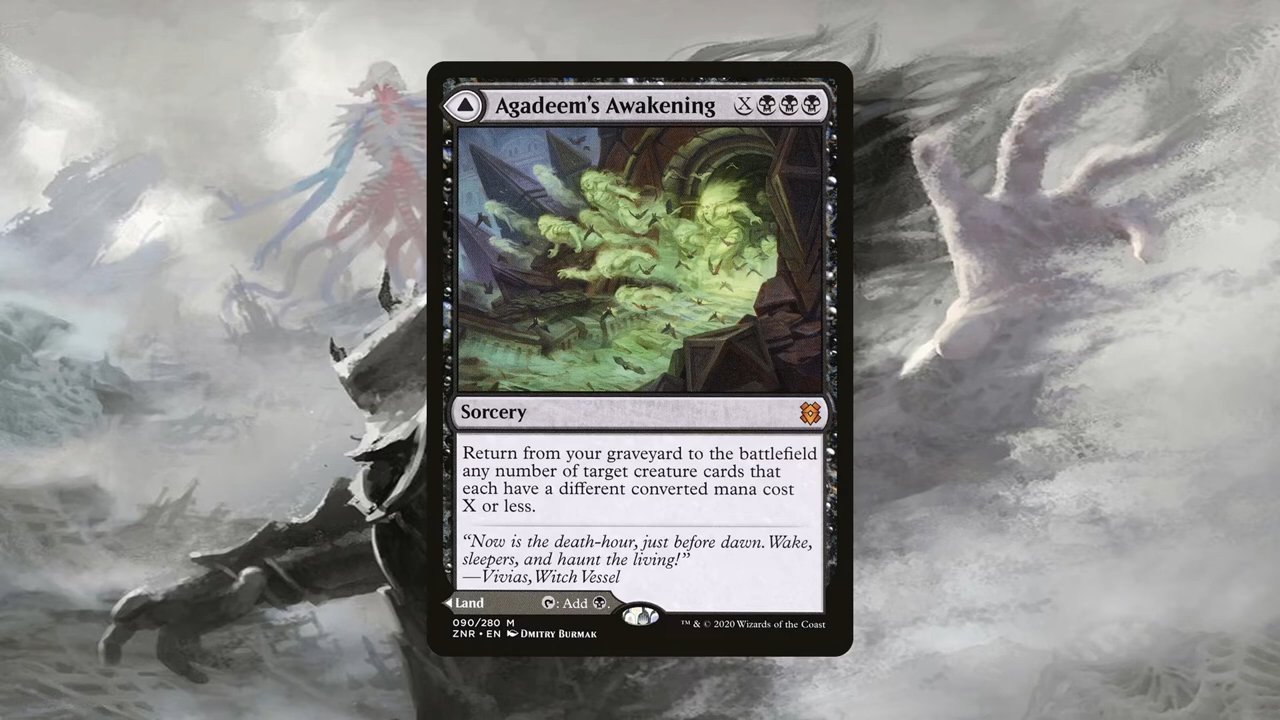 Agadeem's Awakening X
Sorcery
Return from your graveyard to the battlefield
any number of target creature cards that
each have a different converted mana cost
X or less.
“Now is the death-hour, just before dawn. Wake,
sleepers, and haunt the living!”
—Vivias, Witch Vessel
Land : Add .
090/280 M
ZNR • EN Dmitry Burmak
™ & © 2020 Wizards of the Coast